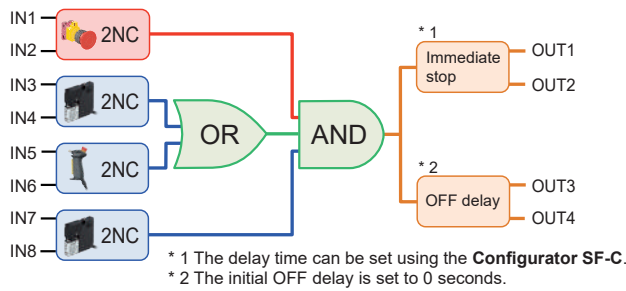 IN1
IN2
2NC
IN3
IN4
2NC
IN5
IN6
2NC
IN7
IN8
2NC
OR
AND
* 1
Immediate
stop
OUT1
OUT2
* 2
OFF delay
OUT3
OUT4
* 1 The delay time can be set using the Configurator SF-C.
* 2 The initial OFF delay is set to 0 seconds.